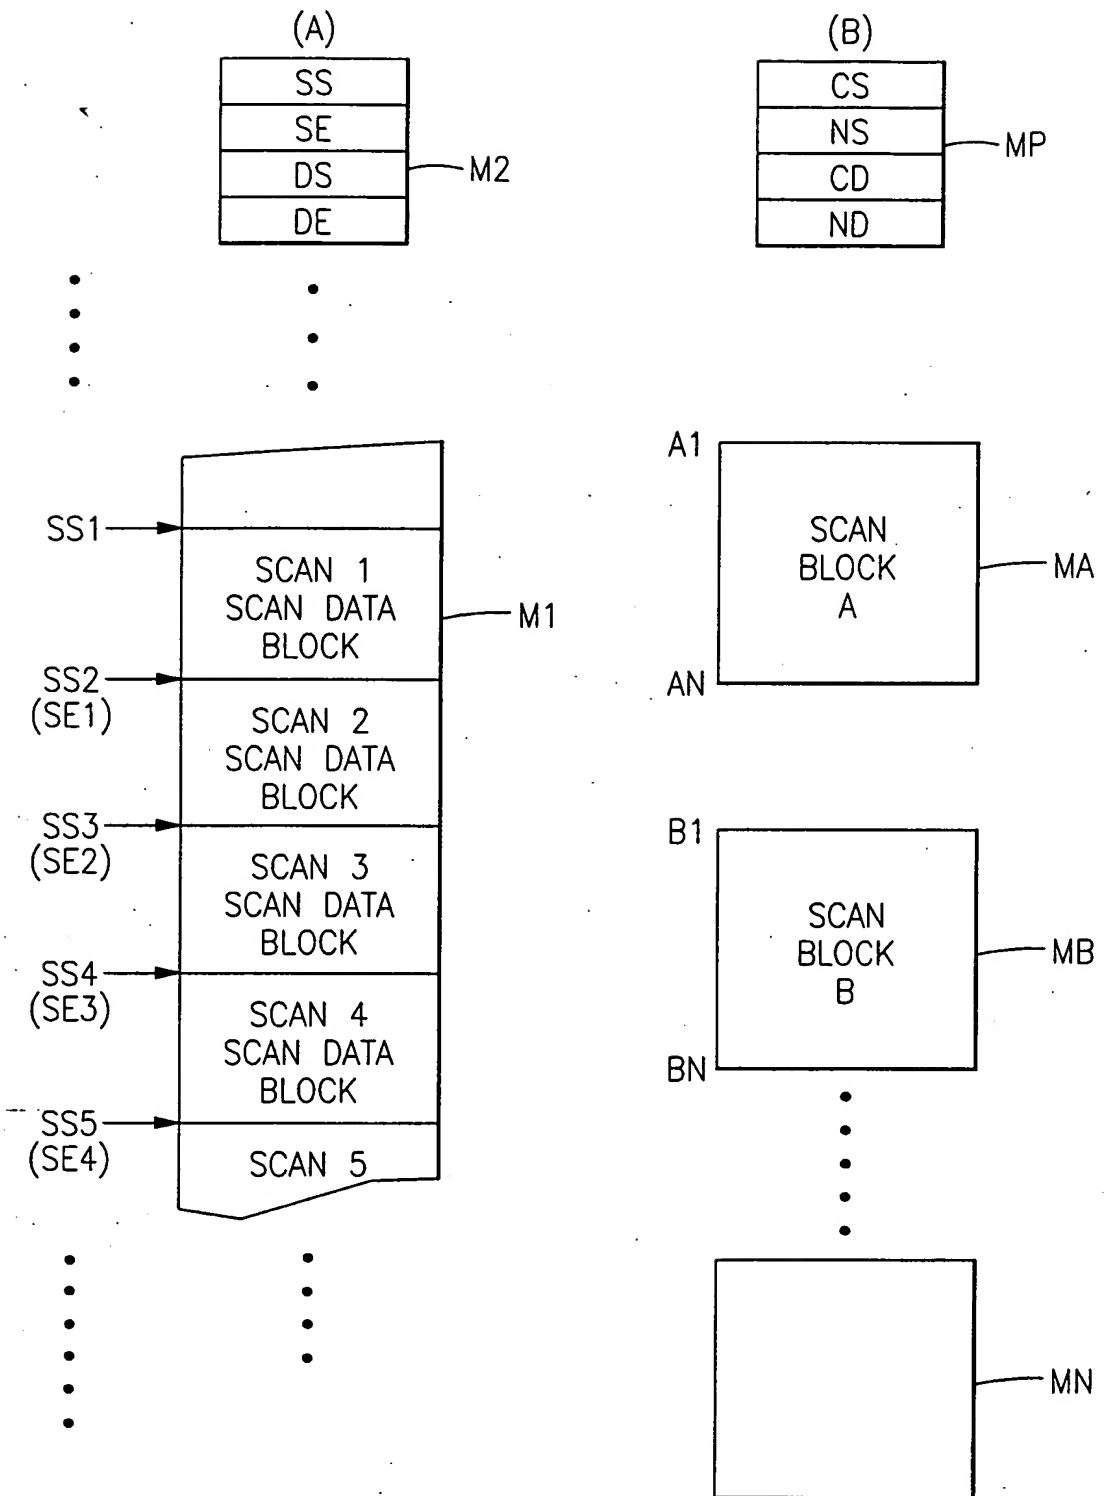 (A)
SS
SE
DS
DE
M2
SS1
SCAN 1
SCAN DATA
BLOCK
M1
SS2
(SE1)
SCAN 2
SCAN DATA
BLOCK
SS3
(SE2)
SCAN 3
SCAN DATA
BLOCK
SS4
(SE3)
SCAN 4
SCAN DATA
BLOCK
SS5
(SE4)
SCAN 5
(B)
CS
NS
CD
ND
MP
A1
SCAN
BLOCK
A
MA
AN
B1
SCAN
BLOCK
B
MB
BN
MN